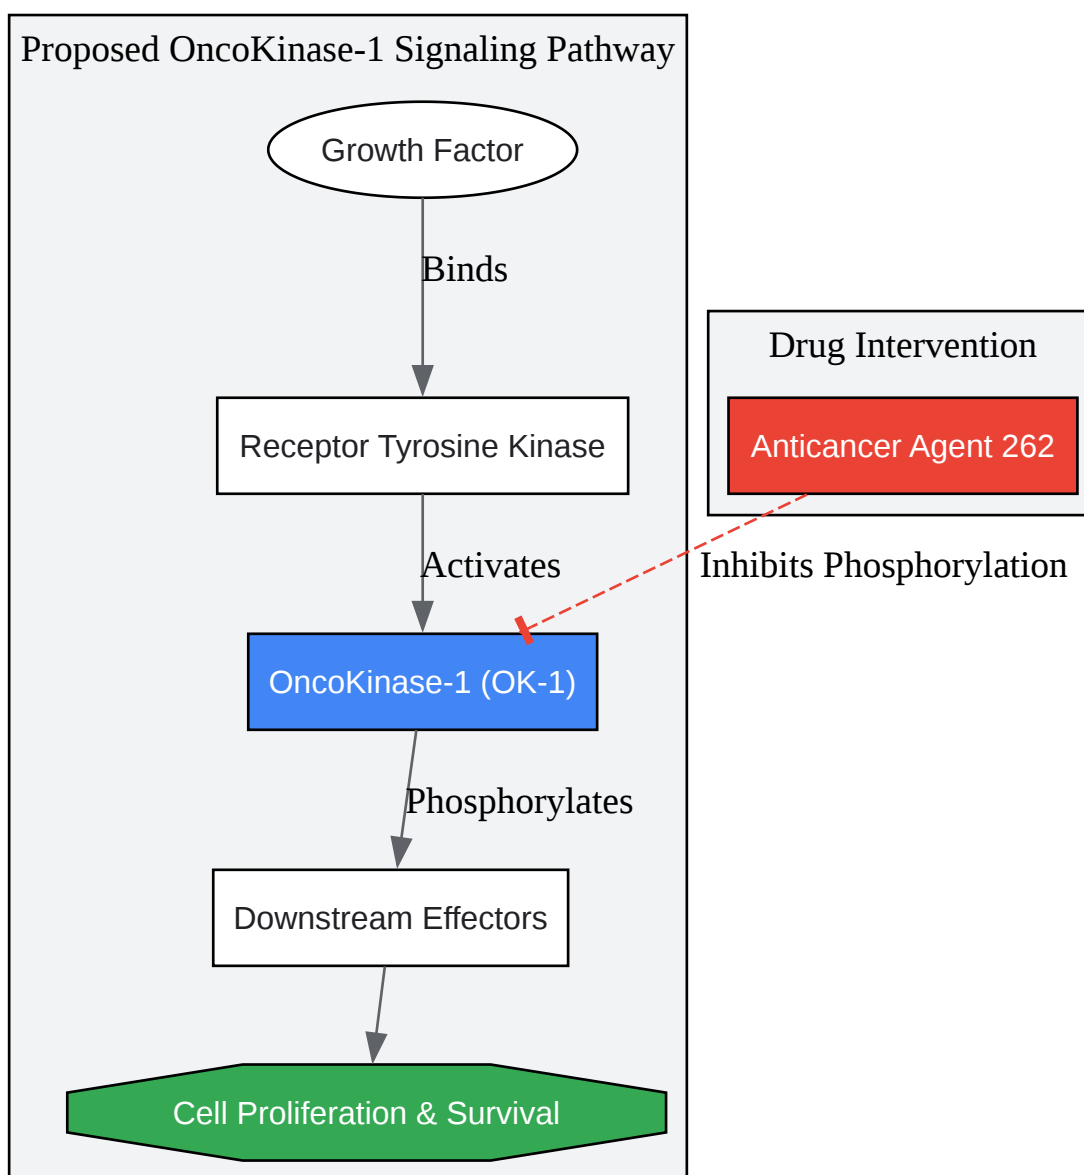 Proposed OncoKinase-1 Signaling Pathway
Growth Factor
Binds
Drug Intervention
Receptor Tyrosine Kinase
Anticancer Agent 262
Activates
Inhibits Phosphorylation
OncoKinase-1 (OK-1)
Phosphorylates
Downstream Effectors
Cell Proliferation & Survival